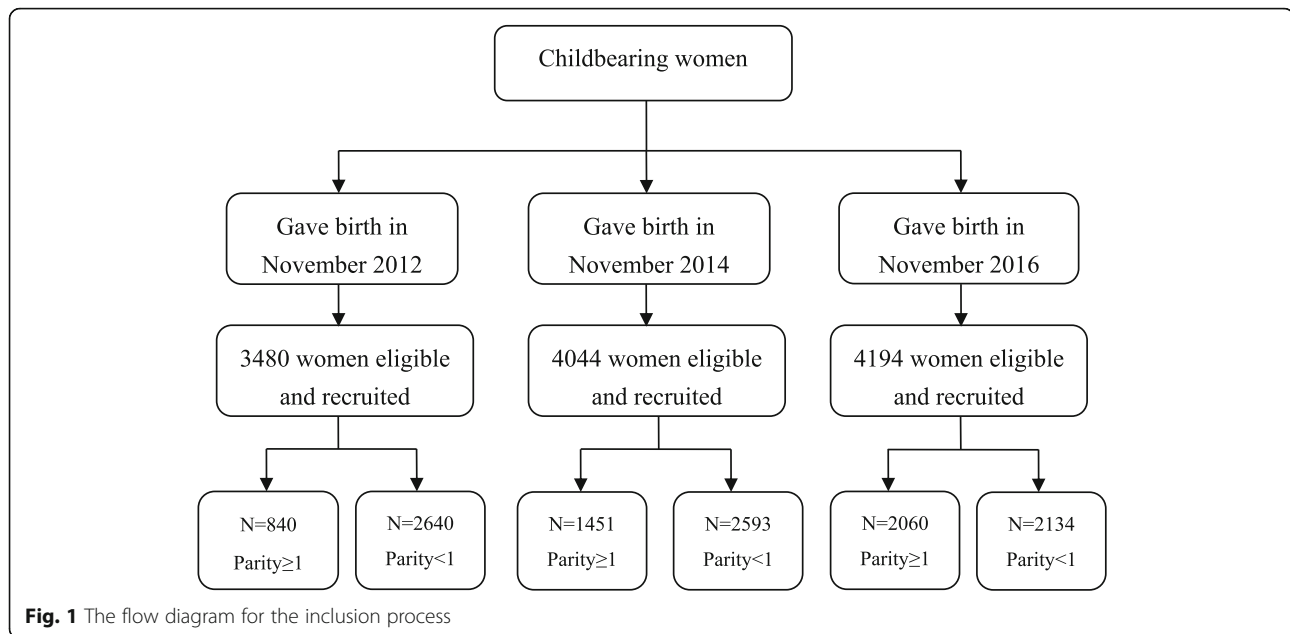 Childbearing women
Gave birth in
November 2012
Gave birth in
November 2014
Gave birth in
November 2016
3480 women eligible
and recruited
4044 women eligible
and recruited
4194 women eligible
and recruited
N=840
Parity≥1
N=2640
Parity<1
N=1451
Parity≥1
N=2593
Parity<1
N=2060
Parity≥1
N=2134
Parity<1
Fig. 1 The flow diagram for the inclusion process